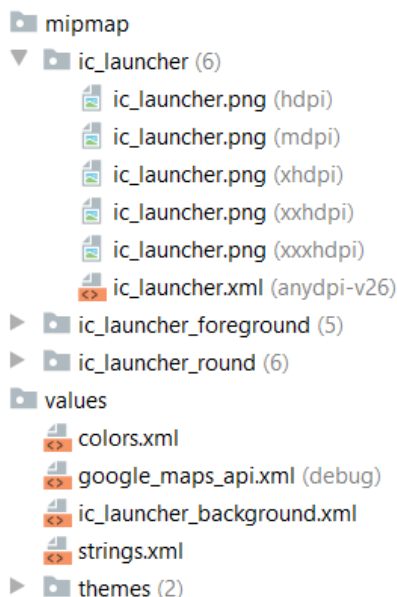 mipmap
ic_launcher (6)
ic_launcher.png (hdpi)
ic_launcher.png (mdpi)
ic_launcher.png (xhdpi)
ic_launcher.png (xxhdpi)
ic_launcher.png (xxxhdpi)
ic_launcher.xml (anydpi-v26)
ic_launcher_foreground (5)
ic_launcher_round (6)
values
colors.xml
google_maps_api.xml (debug)
ic_launcher_background.xml
strings.xml
themes (2)